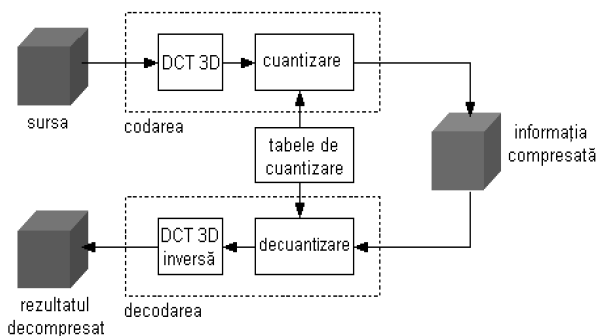 DCT 3D
cuantizare
sursa
codarea
tabele de
cuantizare
informația
compresată
DCT 3D
inversă
decuantizare
rezultatul
decompresat
decodarea